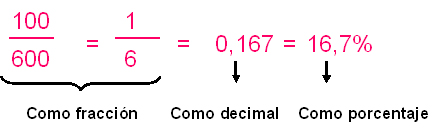 100/600 = 1/6 = 0,167 = 16,7%
Como fracción Como decimal Como porcentaje